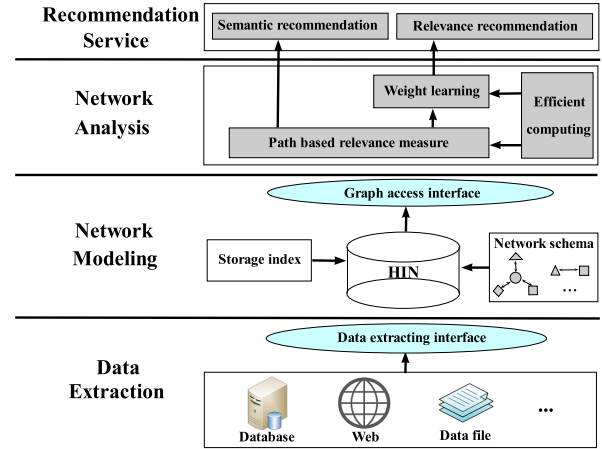 Recommendation
Service
Semantic recommendation
Relevance recommendation
Network
Analysis
Weight learning
Efficient
computing
Path based relevance measure
Network
Modeling
Graph access interface
Storage index
HIN
Network schema
...
Data
Extraction
Data extracting interface
Database
Web
Data file
...